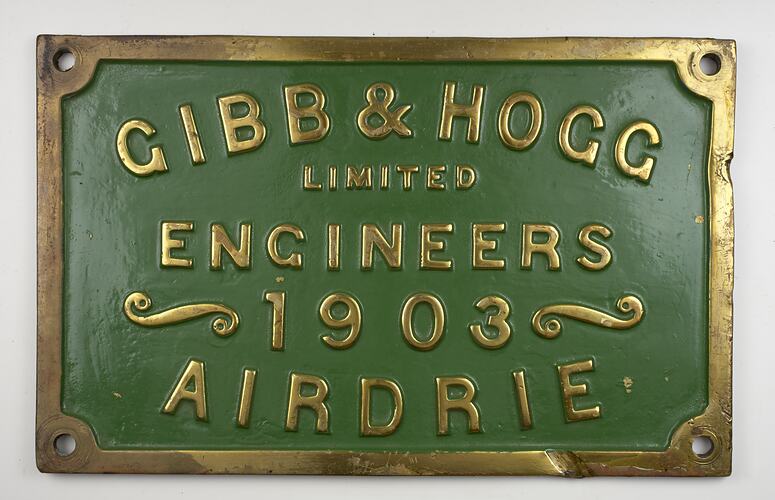 GIBB & HOGG
LIMITED
ENGINEERS
1903
AIRDRIE